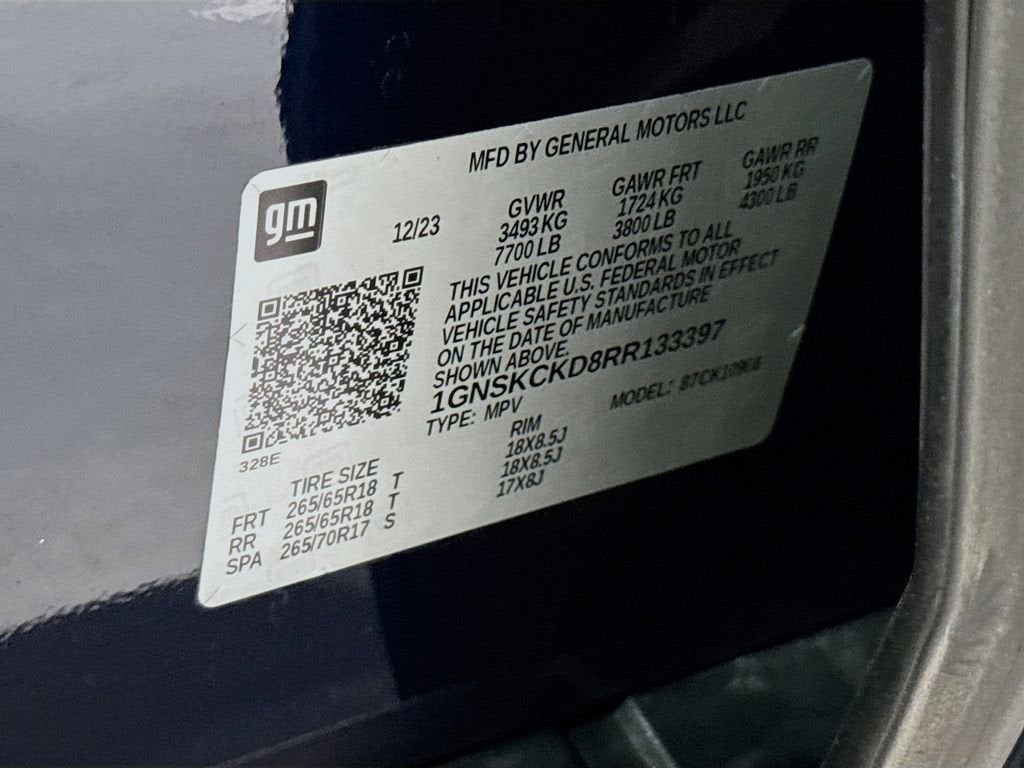 MFD BY GENERAL MOTORS LLC
gm
12/23
GVWR
3493 KG
7700 LB
GAWR FRT
1724 KG
3800 LB
GAWR RR
1950 KG
4300 LB
THIS VEHICLE CONFORMS TO ALL
APPLICABLE U.S. FEDERAL MOTOR
VEHICLE SAFETY STANDARDS IN EFFECT
ON THE DATE OF MANUFACTURE
SHOWN ABOVE.
1GNSKCKD8RR133397
TYPE: MPV
MODEL:
328E
TIRE SIZE
RIM
FRT 265/65R18 T 18X8.5J
RR 265/65R18 T 18X8.5J
SPA 265/70R17 S 17X8J